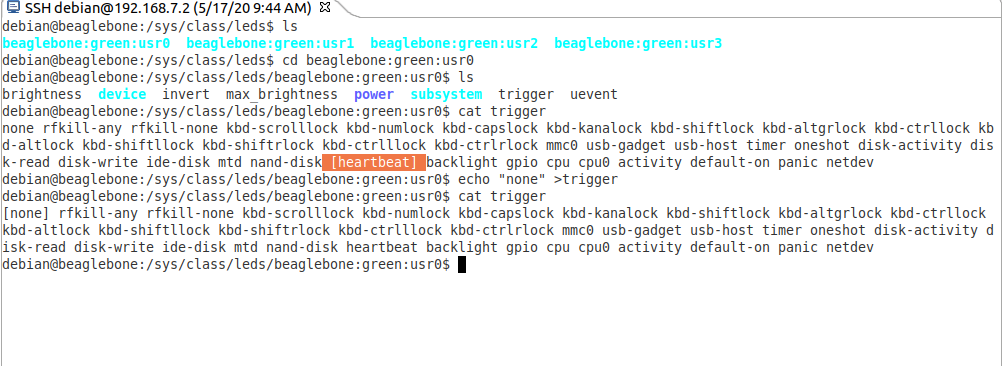 SSH debian@192.168.7.2 (5/17/20 9:44 AM)
debian@beaglebone:/sys/class/leds$ ls
beaglebone:green:usr0  beaglebone:green:usr1  beaglebone:green:usr2  beaglebone:green:usr3
debian@beaglebone:/sys/class/leds$ cd beaglebone:green:usr0
debian@beaglebone:/sys/class/leds/beaglebone:green:usr0$ ls
brightness  device  invert  max_brightness  power  subsystem  trigger  uevent
debian@beaglebone:/sys/class/leds/beaglebone:green:usr0$ cat trigger
none rfkill-any rfkill-none kbd-scrolllock kbd-numlock kbd-capslock kbd-kanalock kbd-shiftlock kbd-altgrlock kbd-ctrllock kb
d-altlock kbd-shiftllock kbd-shiftrlock kbd-ctrlllock kbd-ctrlrlock mmc0 usb-gadget usb-host timer oneshot disk-activity dis
k-read disk-write ide-disk mtd nand-disk [heartbeat] backlight gpio cpu cpu0 activity default-on panic netdev
debian@beaglebone:/sys/class/leds/beaglebone:green:usr0$ echo "none" >trigger
debian@beaglebone:/sys/class/leds/beaglebone:green:usr0$ cat trigger
[none] rfkill-any rfkill-none kbd-scrolllock kbd-numlock kbd-capslock kbd-kanalock kbd-shiftlock kbd-altgrlock kbd-ctrllock
kbd-altlock kbd-shiftllock kbd-shiftrlock kbd-ctrlllock kbd-ctrlrlock mmc0 usb-gadget usb-host timer oneshot disk-activity d
isk-read disk-write ide-disk mtd nand-disk heartbeat backlight gpio cpu cpu0 activity default-on panic netdev
debian@beaglebone:/sys/class/leds/beaglebone:green:usr0$